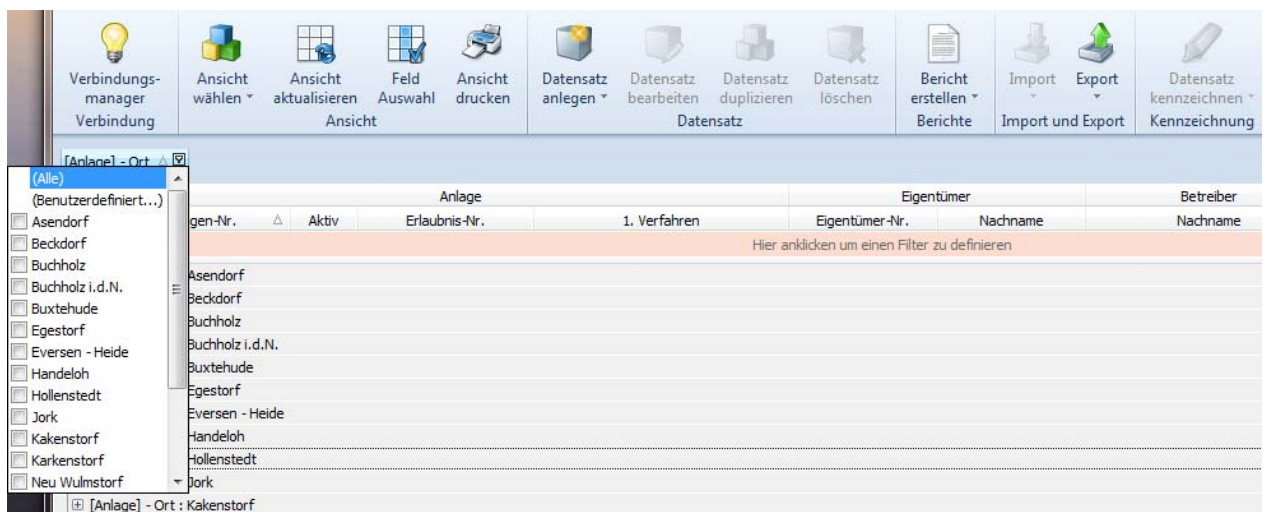 Verbindungs-
manager
Ansicht
wählen
Ansicht
aktualisieren
Feld
Auswahl
Ansicht
drucken
Datensatz
anlegen
Datensatz
bearbeiten
Datensatz
duplizieren
Datensatz
löschen
Bericht
erstellen
Import
Export
Datensatz
kennzeichnen
Verbindung
Ansicht
Datensatz
Berichte
Import und Export
Kennzeichnung
[Anlage] - Ort
(Alle)
(Benutzerdefiniert...)
Asendorf
Beckdorf
Buchholz
Buchholz i.d.N.
Buxtehude
Egestorf
Eversen - Heide
Handeloh
Hollenstedt
Jork
Kakenstorf
Karkenstorf
Neu Wulmstorf
Anlage
Eigentümer
Betreiber
gen-Nr.
Aktiv
Erlaubnis-Nr.
1. Verfahren
Eigentümer-Nr.
Nachname
Nachname
Hier anklicken um einen Filter zu definieren
Asendorf
Beckdorf
Buchholz
Buchholz i.d.N.
Buxtehude
Egestorf
Eversen - Heide
Handeloh
Hollenstedt
Jork
[Anlage] - Ort : Kakenstorf